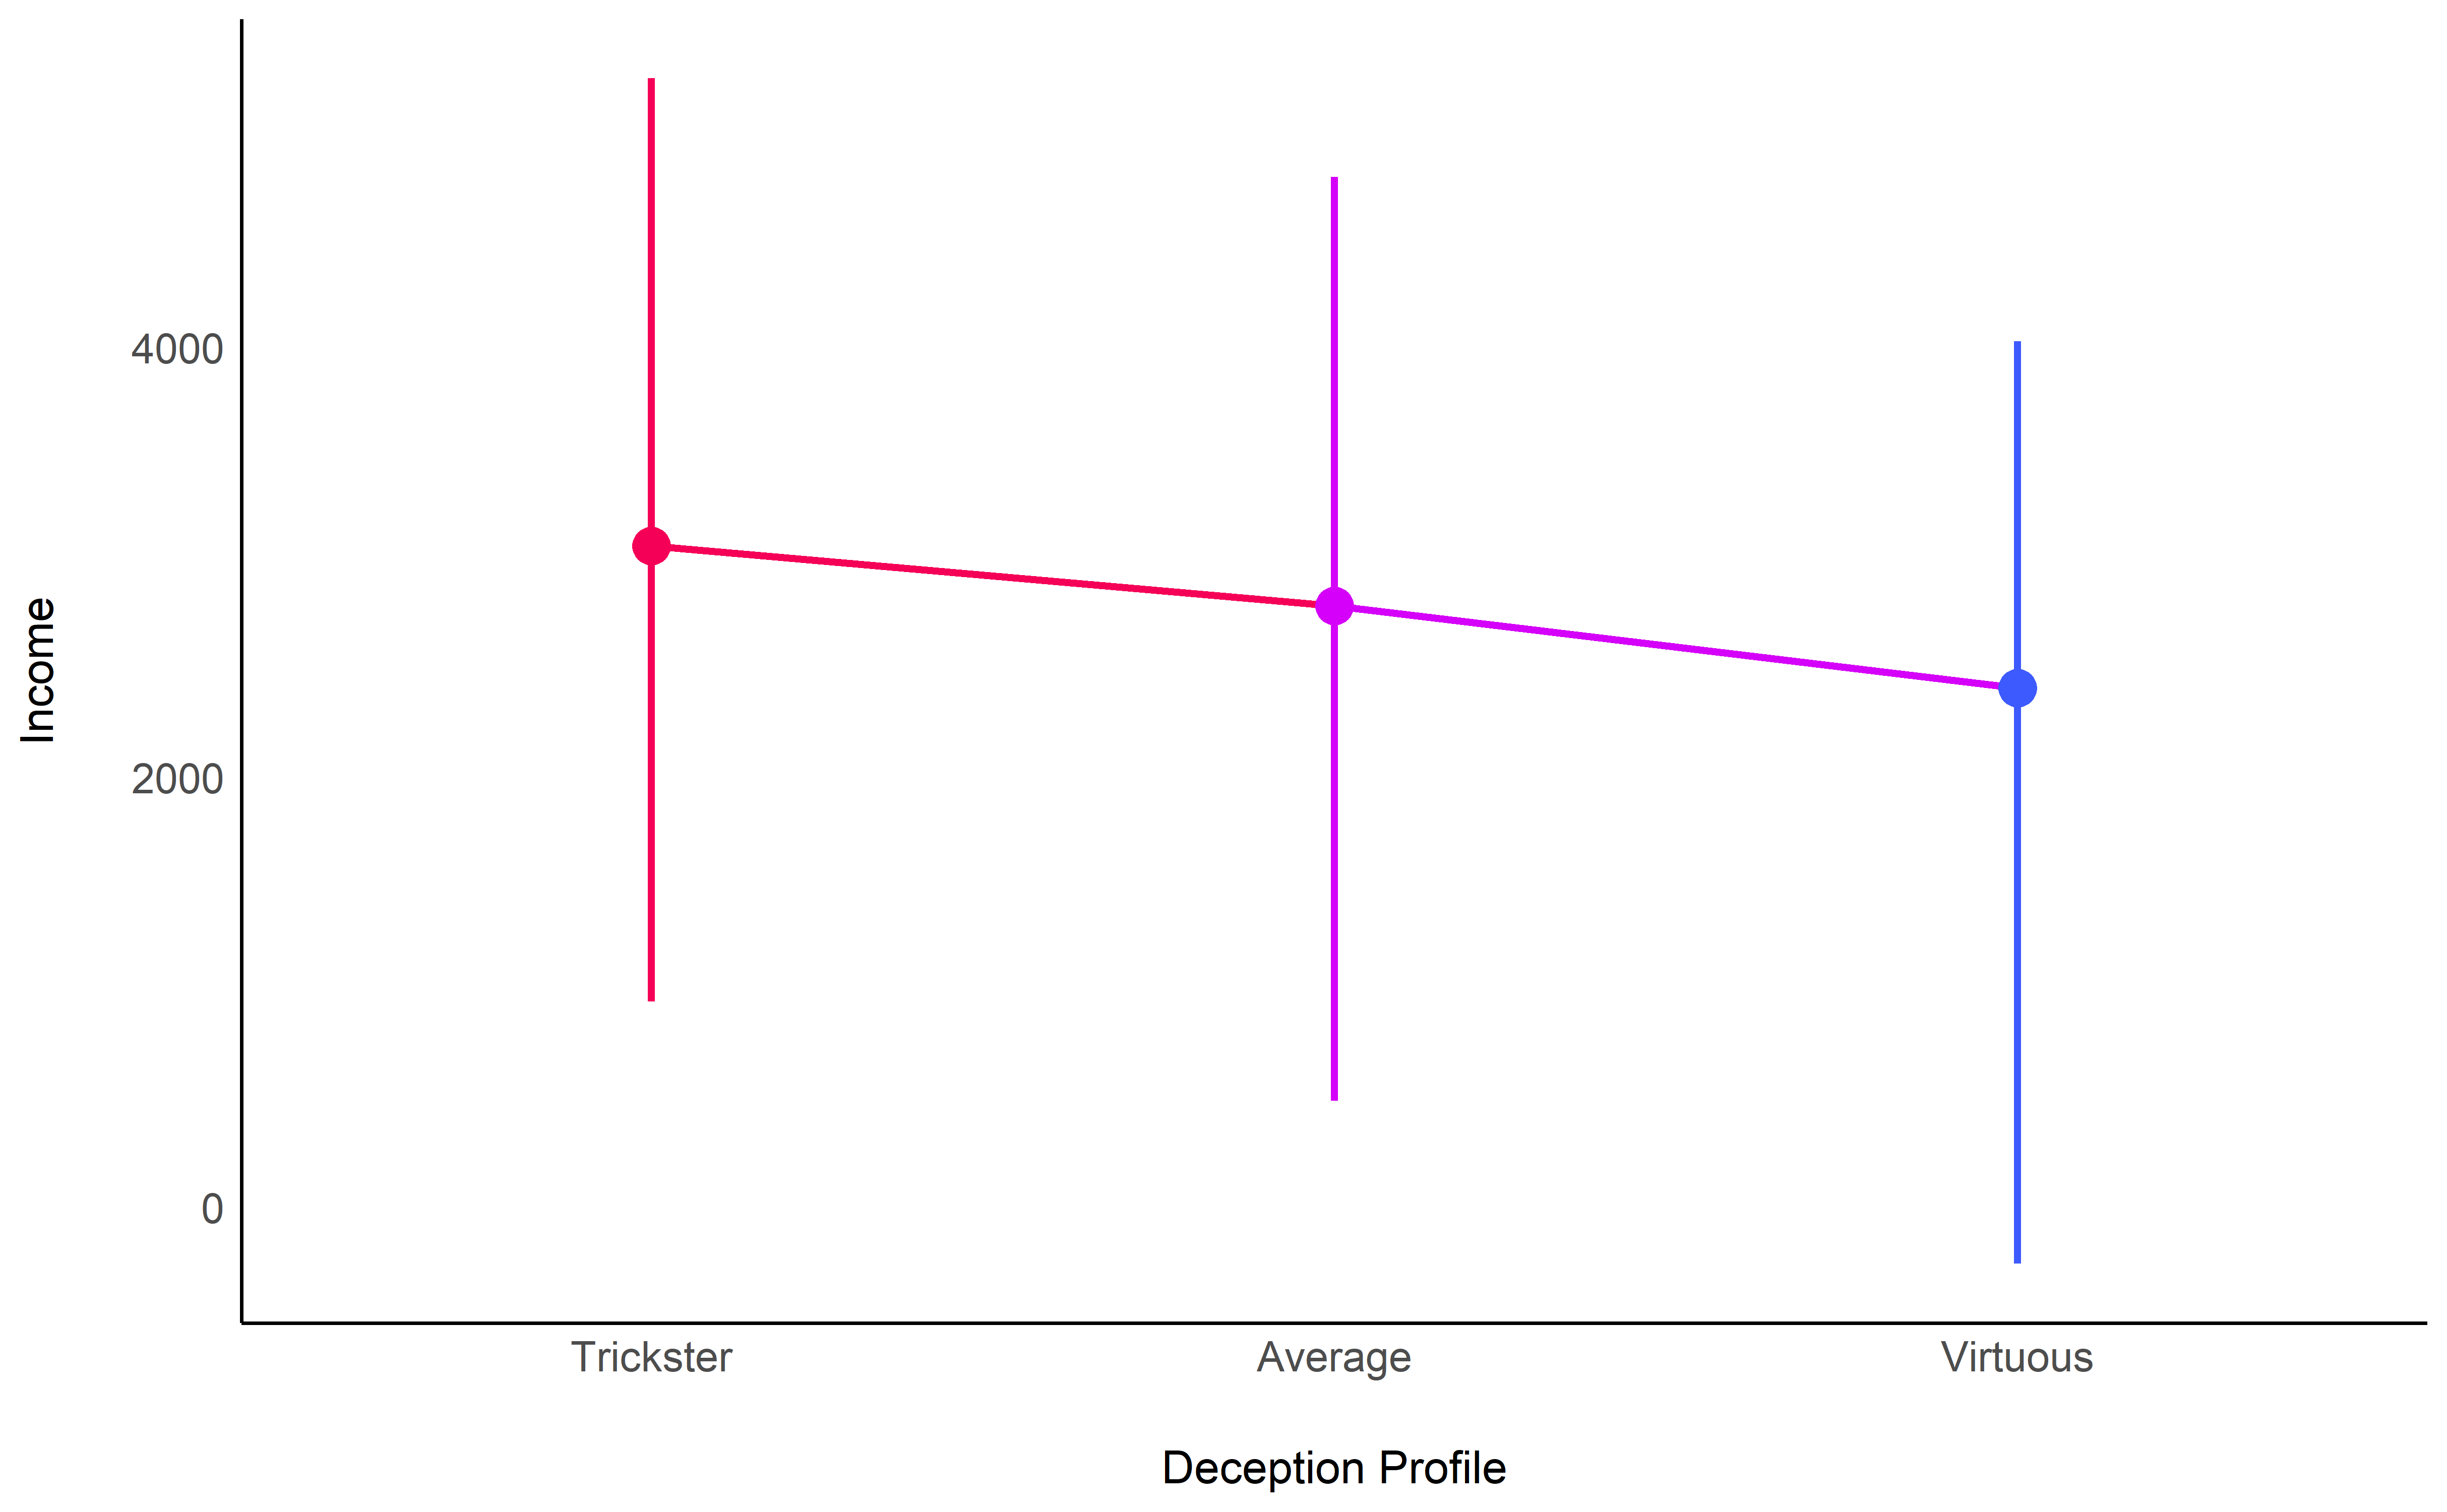 Income
4000
2000
0
Trickster Average Virtuous
Deception Profile